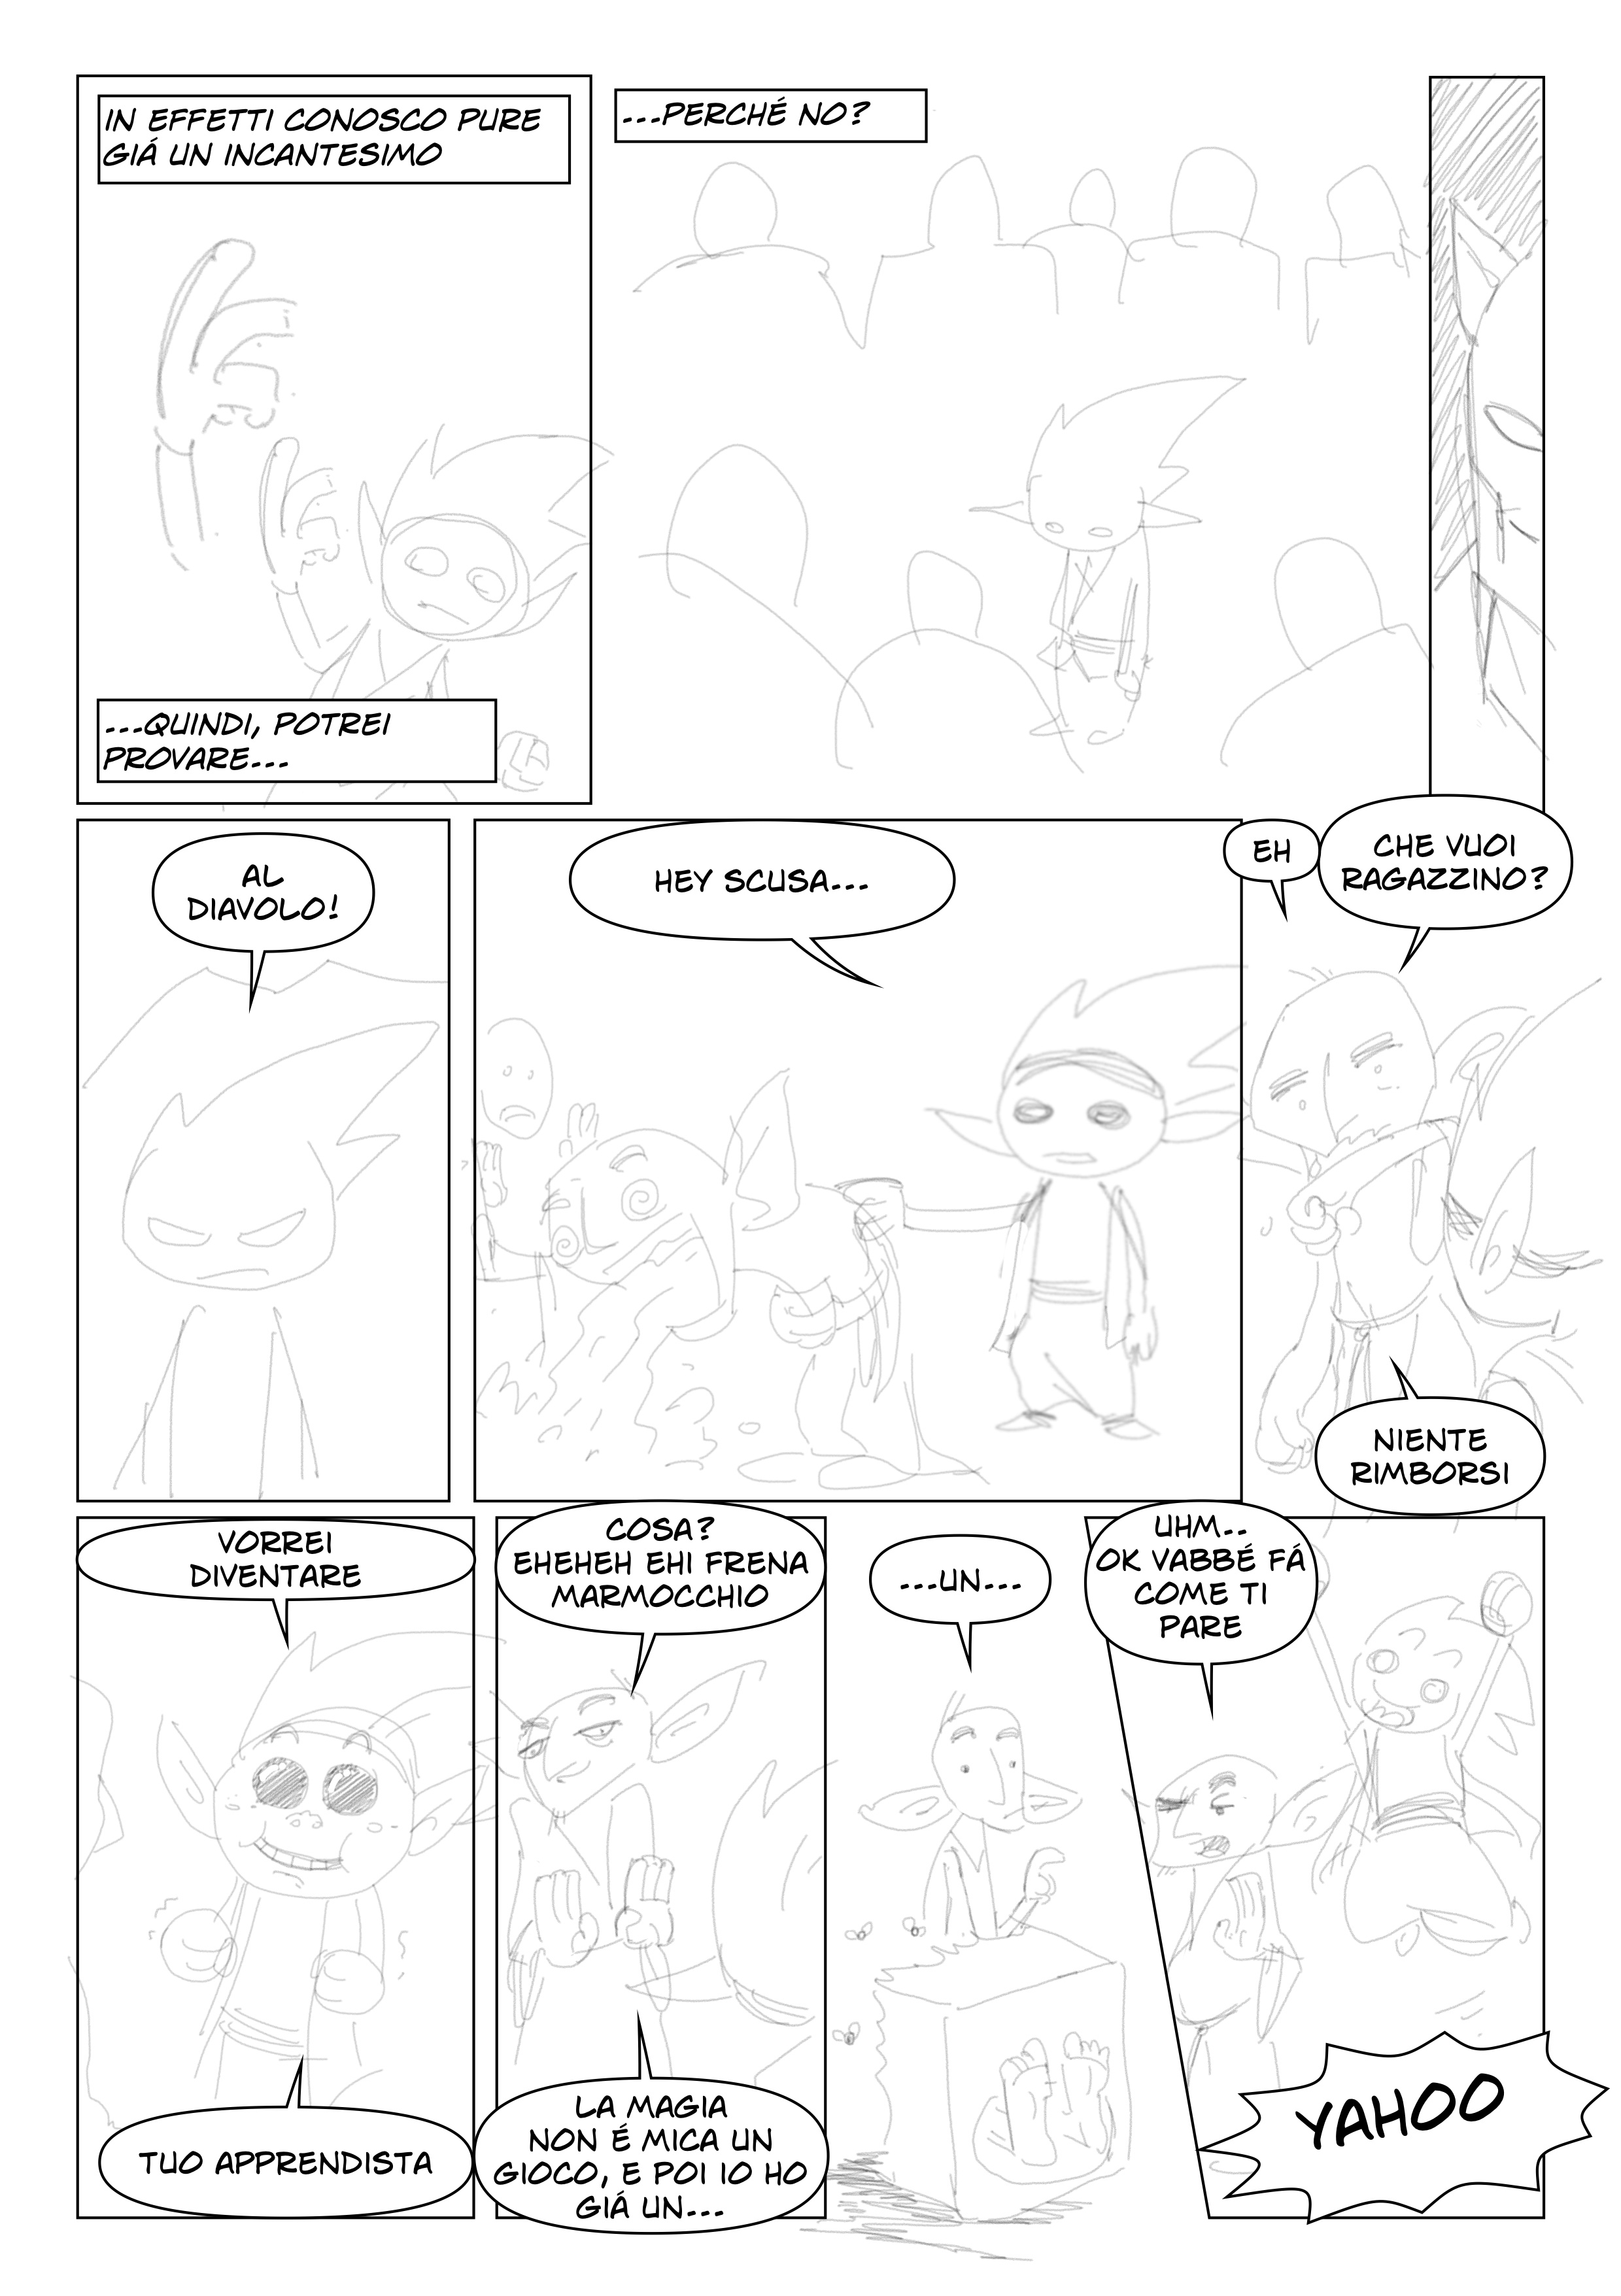 IN EFFETTI CONOSCO PURE
GIÁ UN INCANTESIMO
...QUINDI, POTREI
PROVARE...
...PERCHÉ NO?
AL
DIAVOLO!
HEY SCUSA...
EH
CHE VUOI
RAGAZZINO?
NIENTE
RIMBORSI
VORREI
DIVENTARE
TUO APPRENDISTA
COSA?
EHEHEH EHI FRENA
MARMOCCHIO
LA MAGIA
NON É MICA UN
GIOCO, E POI IO HO
GIÁ UN...
...UN...
UHM..
OK VABBÉ FÁ
COME TI
PARE
YAHOO